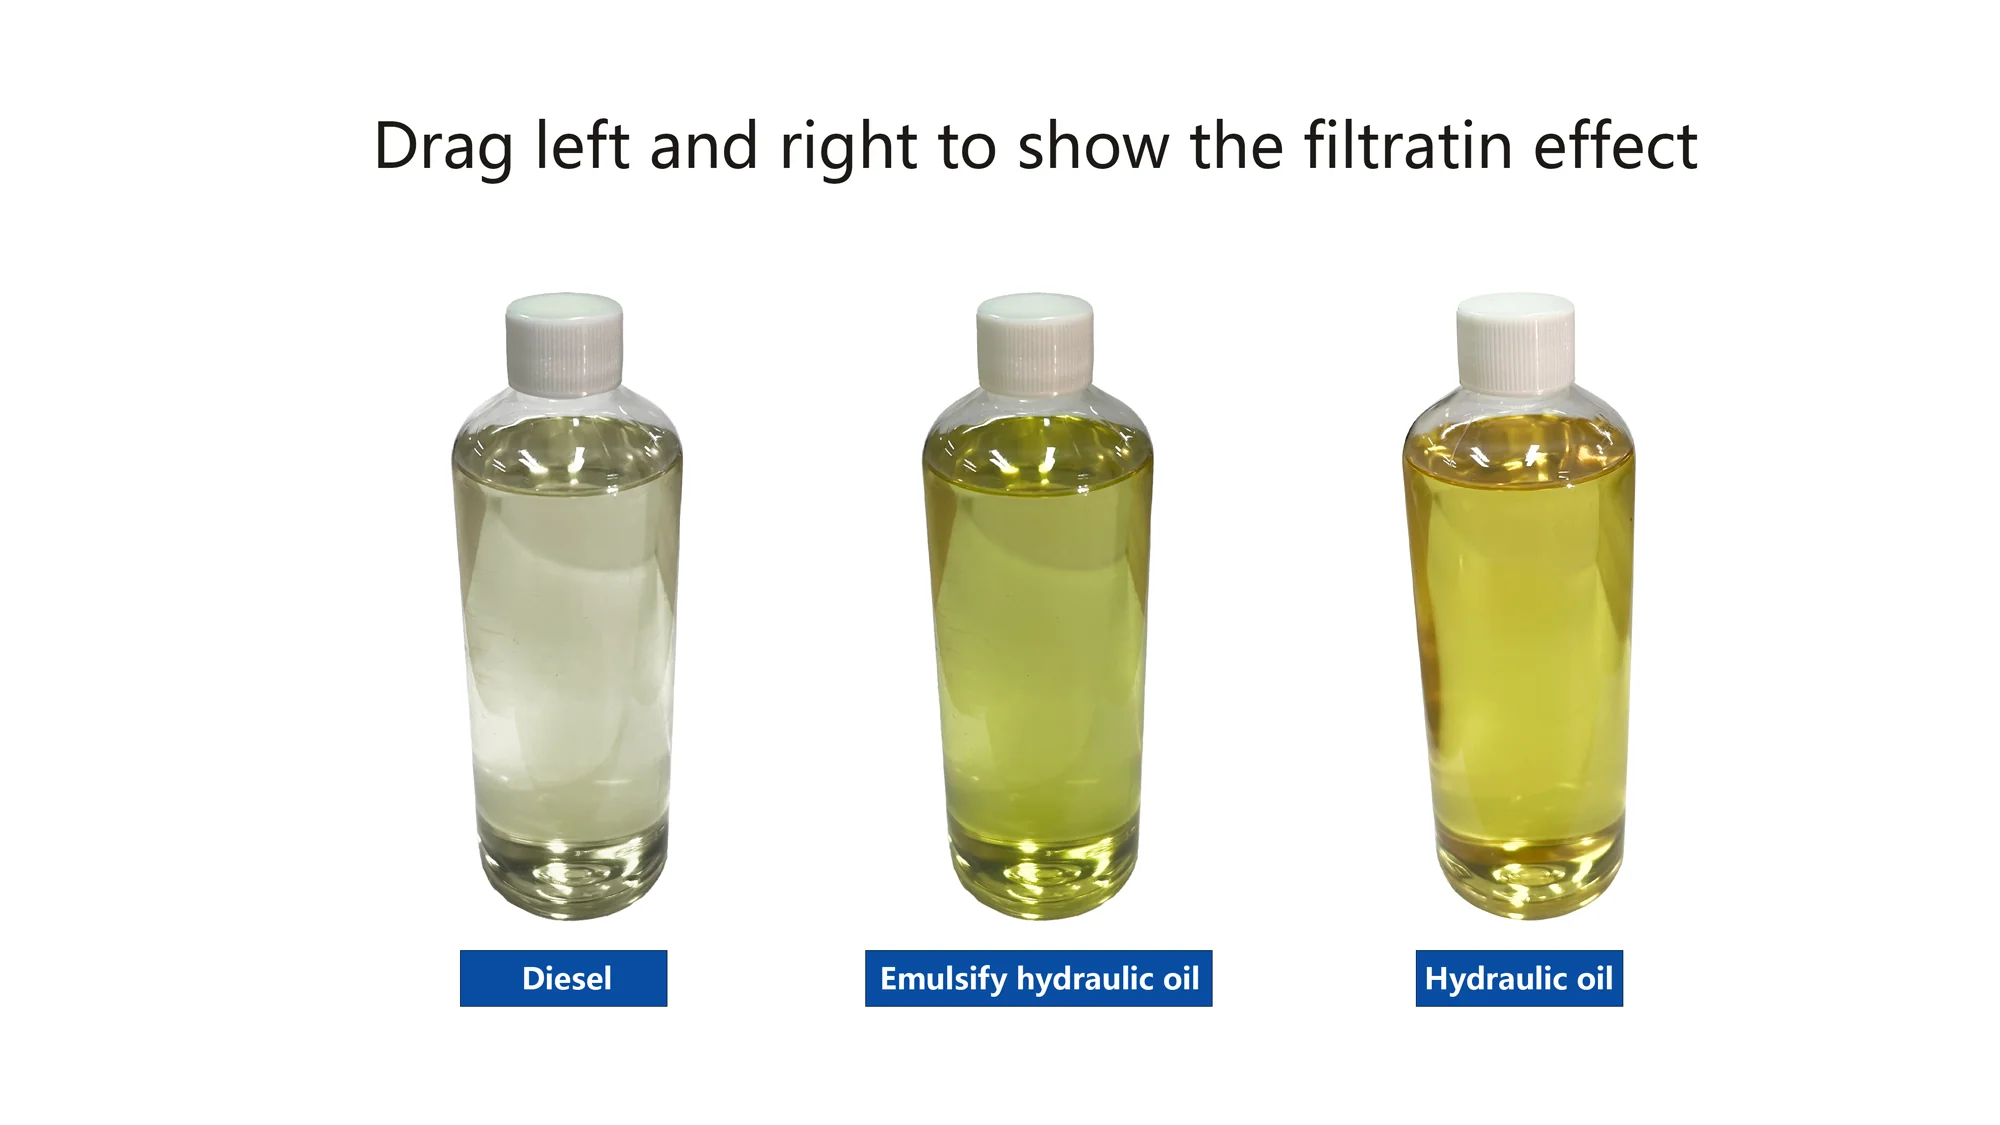 Drag left and right to show the filtratin effect
Diesel
Emulsify hydraulic oil
Hydraulic oil